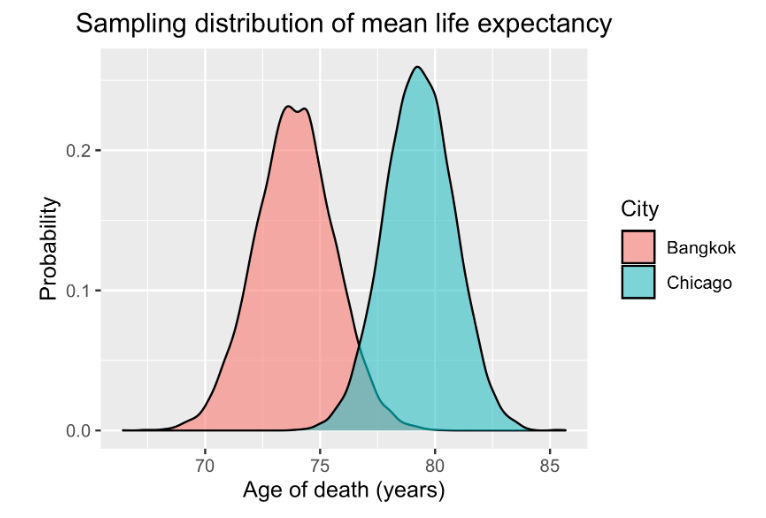 Sampling distribution of mean life expectancy
0.2
0.1
0.0
Probability
70 75 80 85
Age of death (years)
City
Bangkok
Chicago